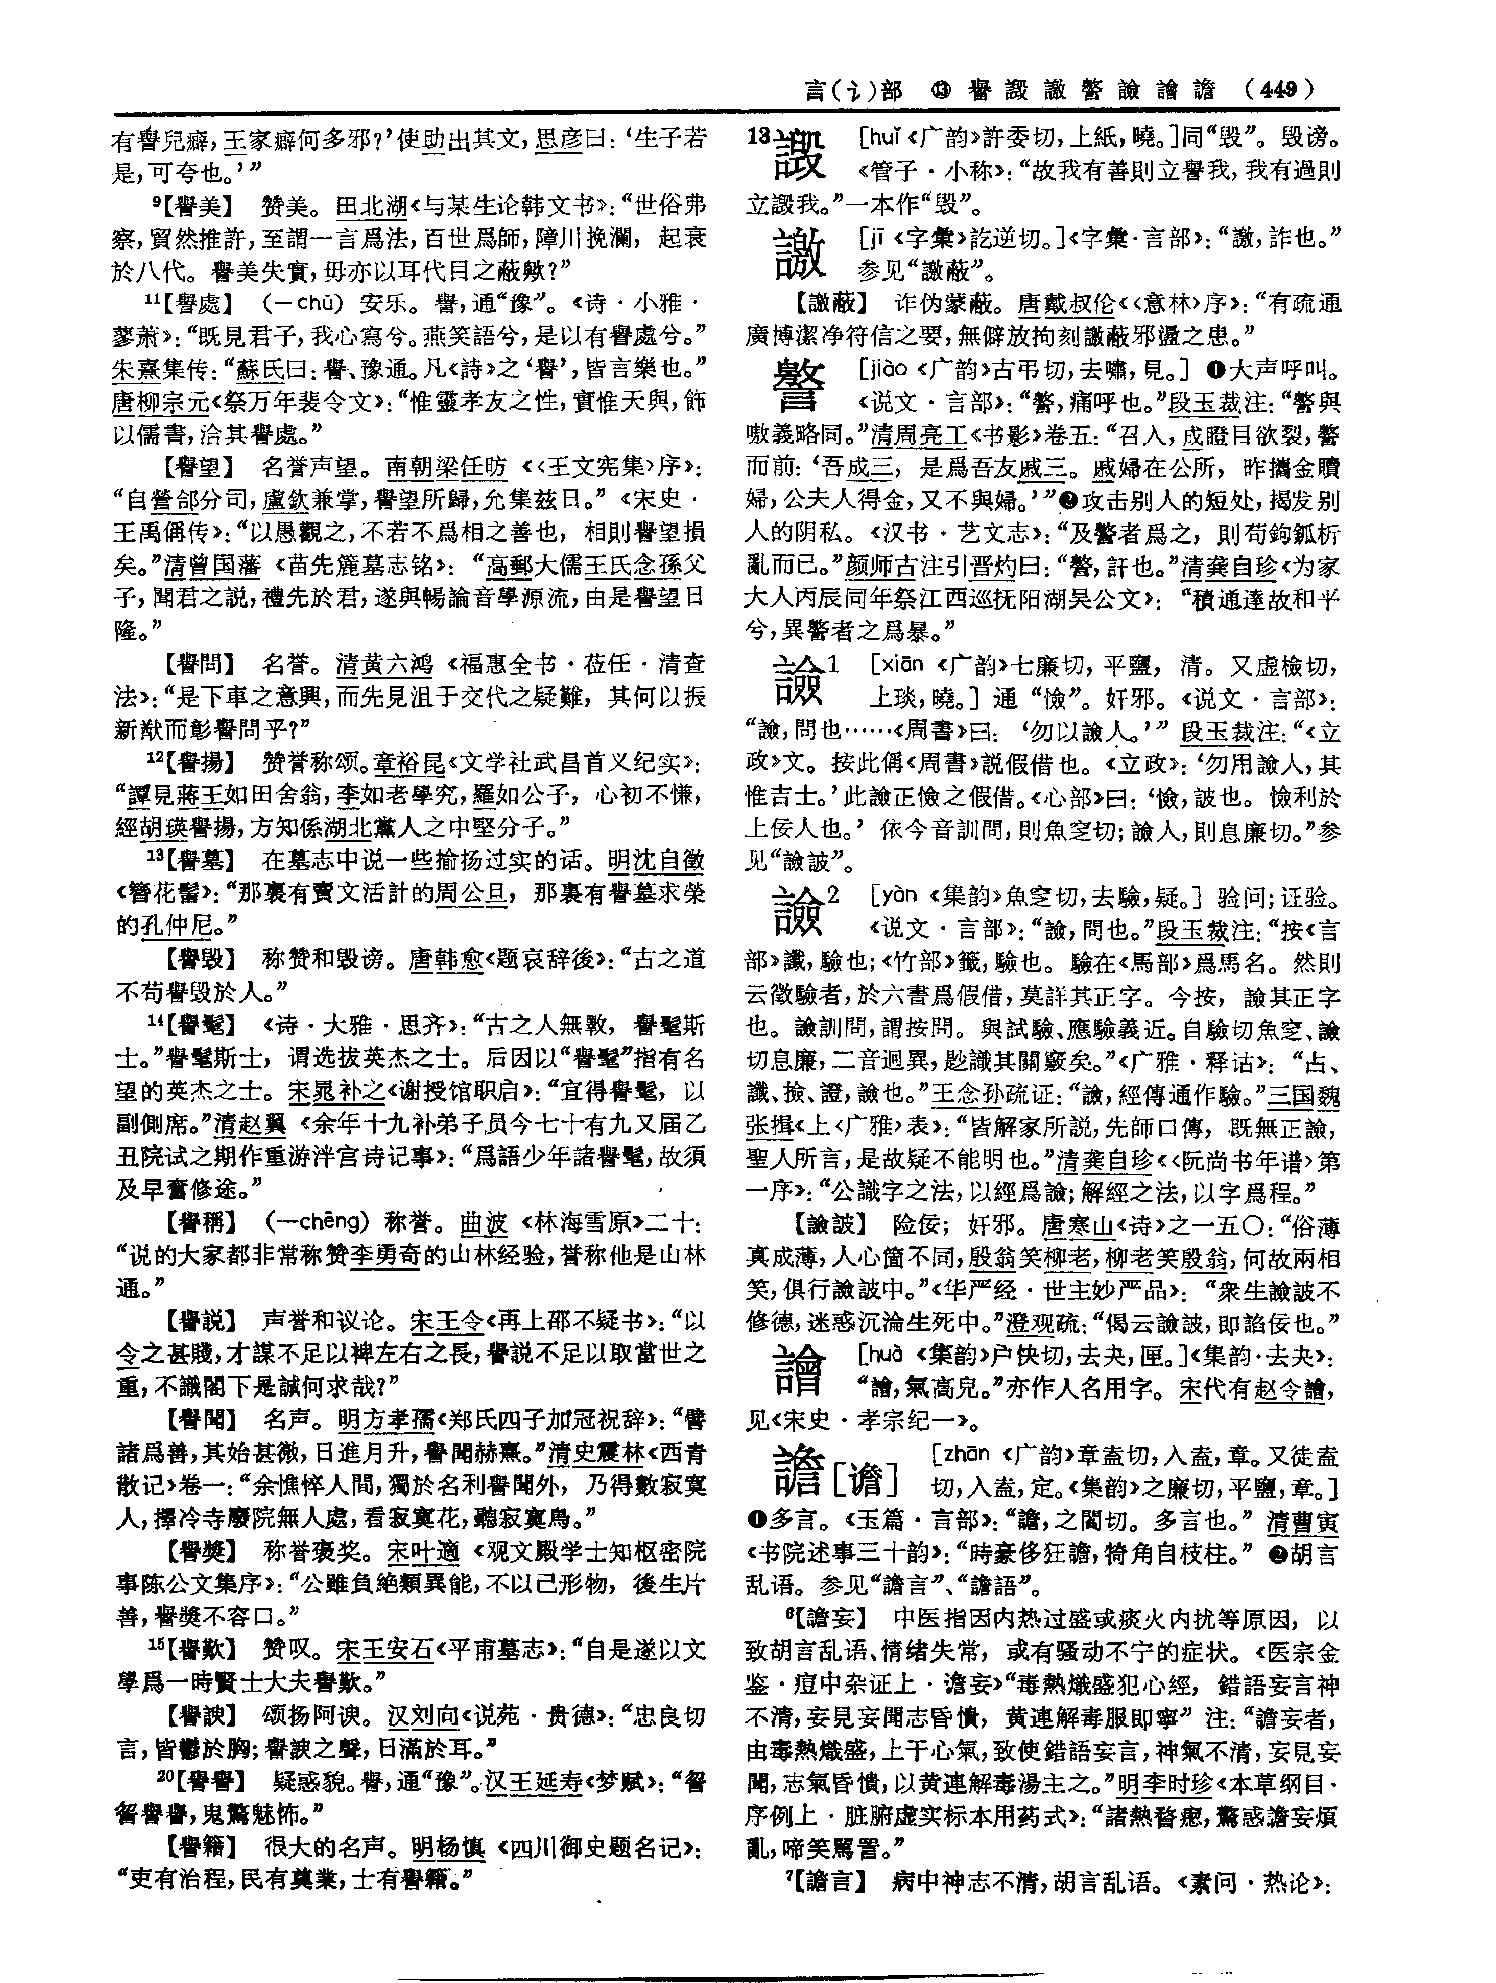 言(讠)部 ⑬ 譽譭譤警譣譮譫 (449)
有譽兒癖,王家癖何多邪?’使助出其文,思彦曰:‘生子若
是,可夸也。’”
⁹【譽美】 赞美。田北湖《与某生论韩文书》:“世俗弗
察,貿然推許,至謂一言爲法,百世爲師,障川挽瀾,起衰
於八代。譽美失實,毋亦以耳代目之蔽歟?”
¹¹【譽處】 (—chǔ) 安乐。譽,通“豫”。《诗·小雅·
蓼萧》:“既見君子,我心寫兮。燕笑語兮,是以有譽處兮。”
朱熹集传:“蘇氏曰:譽、豫通。凡《詩》之‘譽’,皆言樂也。”
唐柳宗元《祭万年裴令文》:“惟靈孝友之性,實惟天與,飾
以儒書,洽其譽處。”
【譽望】 名誉声望。南朝梁任昉《〈王文宪集〉序》:
“自營郃分司,盧欽兼掌,譽望所歸,允集兹日。”《宋史·
王禹偁传》:“以愚觀之,不若不爲相之善也,相則譽望損
矣。”清曾国藩《苗先簏墓志铭》:“高郵大儒王氏念孫父
子,聞君之説,禮先於君,遂與暢論音學源流,由是譽望日
隆。”
【譽問】 名誉。清黄六鸿《福惠全书·莅任·清查
法》:“是下車之意興,而先見沮于交代之疑難,其何以振
新猷而彰譽問乎?”
¹²【譽揚】 赞誉称颂。章裕昆《文学社武昌首义纪实》:
“譚見蔣王如田舍翁,李如老學究,羅如公子,心初不慊,
經胡瑛譽揚,方知係湖北黨人之中堅分子。”
¹³【譽墓】 在墓志中说一些揄扬过实的话。明沈自徵
《簪花髻》:“那裏有賣文活計的周公旦,那裏有譽墓求榮
的孔仲尼。”
【譽毁】 称赞和毁谤。唐韩愈《题哀辞後》:“古之道
不苟譽毁於人。”
¹⁴【譽髦】 《诗·大雅·思齐》:“古之人無斁,譽髦斯
士。”譽髦斯士,谓选拔英杰之士。后因以“譽髦”指有名
望的英杰之士。宋晁补之《谢授馆职启》:“宜得譽髦,以
副側席。”清赵翼《余年十九补弟子员今七十有九又届乙
丑院试之期作重游泮宫诗记事》:“爲語少年諸譽髦,故須
及早奮修途。”
【譽稱】 (—chēng) 称誉。曲波《林海雪原》二十:
“说的大家都非常称赞李勇奇的山林经验,誉称他是山林
通。”
【譽説】 声誉和议论。宋王令《再上邵不疑书》:“以
令之甚賤,才謀不足以裨左右之長,譽説不足以取當世之
重,不識閣下是誠何求哉?”
【譽聞】 名声。明方孝孺《郑氏四子加冠祝辞》:“譬
諸爲善,其始甚微,日進月升,譽聞赫熹。”清史震林《西青
散记》卷一:“余憔悴人間,獨於名利譽聞外,乃得數寂寞
人,擇冷寺廢院無人處,看寂寞花,聽寂寞鳥。”
【譽獎】 称誉褒奖。宋叶適《观文殿学士知枢密院
事陈公文集序》:“公雖負絶類異能,不以己形物,後生片
善,譽獎不容口。”
¹⁵【譽歎】 赞叹。宋王安石《平甫墓志》:“自是遂以文
學爲一時賢士大夫譽歎。”
【譽諛】 颂扬阿谀。汉刘向《说苑·贵德》:“忠良切
言,皆鬱於胸;譽諛之聲,日滿於耳。”
²⁰【譽譽】 疑惑貌。譽,通“豫”。汉王延寿《梦赋》:“㗬
㗬譽譽,鬼驚魅怖。”
【譽籍】 很大的名声。明杨慎《四川御史题名记》:
“吏有治程,民有奠業,士有譽籍。”
13譭 [huǐ《广韵》許委切,上紙,曉。]同“毁”。毁谤。
《管子·小称》:“故我有善則立譽我,我有過則
立譭我。”一本作“毁”。
譤 [jī《字彙》訖逆切。]《字彙·言部》:“譤,詐也。”
参见“譤蔽”。
【譤蔽】 诈伪蒙蔽。唐戴叔伦《〈意林〉序》:“有疏通
廣博潔净符信之要,無僻放拘刻譤蔽邪盪之患。”
警 [jiào《广韵》古弔切,去嘯,見。] ❶大声呼叫。
《说文·言部》:“警,痛呼也。”段玉裁注:“警與
噭義略同。”清周亮工《书影》卷五:“召入,成瞪目欲裂,警
而前:‘吾成三,是爲吾友戚三。戚婦在公所,昨攜金贖
婦,公夫人得金,又不與婦。’”❷攻击别人的短处,揭发别
人的阴私。《汉书·艺文志》:“及警者爲之,則苟鉤鈲析
亂而已。”颜师古注引晋灼曰:“警,訐也。”清龚自珍《为家
大人丙辰同年祭江西巡抚阳湖吴公文》:“積通達故和平
兮,異警者之爲暴。”
譣1 [xiān《广韵》七廉切,平鹽,清。又虚檢切,
上琰,曉。] 通“憸”。奸邪。《说文·言部》:
“譣,問也……《周書》曰:‘勿以譣人。’”段玉裁注:“《立
政》文。按此偁《周書》説假借也。《立政》:‘勿用譣人,其
惟吉士。’此譣正憸之假借。《心部》曰:‘憸,詖也。憸利於
上佞人也。’依今音訓問,則魚窆切;譣人,則息廉切。”参
见“譣詖”。
譣2 [yàn《集韵》魚窆切,去驗,疑。] 验问;证验。
《说文·言部》:“譣,問也。”段玉裁注:“按《言
部》讖,驗也;《竹部》籤,驗也。驗在《馬部》爲馬名。然則
云徵驗者,於六書爲假借,莫詳其正字。今按,譣其正字
也。譣訓問,謂按問。與試驗、應驗義近。自驗切魚窆、譣
切息廉,二音迥異,尟識其關竅矣。”《广雅·释诂》:“占、
讖、撿、證,譣也。”王念孙疏证:“譣,經傳通作驗。”三国魏
张揖《上〈广雅〉表》:“皆解家所説,先師口傳,既無正譣,
聖人所言,是故疑不能明也。”清龚自珍《〈阮尚书年谱〉第
一序》:“公識字之法,以經爲譣;解經之法,以字爲程。”
【譣詖】 险佞;奸邪。唐寒山《诗》之一五〇:“俗薄
真成薄,人心箇不同,殷翁笑柳老,柳老笑殷翁,何故兩相
笑,俱行譣詖中。”《华严经·世主妙严品》:“衆生譣詖不
修德,迷惑沉淪生死中。”澄观疏:“偈云譣詖,即諂佞也。”
譮 [huà《集韵》户快切,去夬,匣。]《集韵·去夬》:
“譮,氣高皃。”亦作人名用字。宋代有赵令譮,
见《宋史·孝宗纪一》。
譫[谵] [zhān《广韵》章盍切,入盍,章。又徒盍
切,入盍,定。《集韵》之廉切,平鹽,章。]
❶多言。《玉篇·言部》:“譫,之閻切。多言也。”清曹寅
《书院述事三十韵》:“時豪侈狂譫,犄角自枝柱。”❷胡言
乱语。参见“譫言”、“譫語”。
⁶【譫妄】 中医指因内热过盛或痰火内扰等原因,以
致胡言乱语、情绪失常,或有骚动不宁的症状。《医宗金
鉴·痘中杂证上·谵妄》“毒熱熾盛犯心經,錯語妄言神
不清,妄見妄聞志昏憒,黄連解毒服即寧”注:“譫妄者,
由毒熱熾盛,上干心氣,致使錯語妄言,神氣不清,妄見妄
聞,志氣昏憒,以黄連解毒湯主之。”明李时珍《本草纲目·
序例上·脏腑虚实标本用药式》:“諸熱瞀瘛,驚惑譫妄煩
亂,啼笑駡詈。”
⁷【譫言】 病中神志不清,胡言乱语。《素问·热论》: